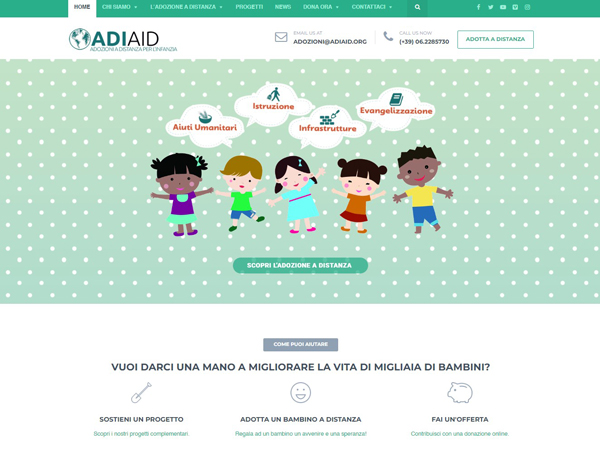 HOME CHI SIAMO L'ADOZIONE A DISTANZA PROGETTI NEWS DONA ORA CONTATTACI
ADIAID
ADOZIONI A DISTANZA PER L'INFANZIA
EMAIL US AT
ADOZIONI@ADIAID.ORG
CALL US NOW
(+39) 06.2285730
ADOTTA A DISTANZA
Aiuti Umanitari
Istruzione
Infrastrutture
Evangelizzazione
SCOPRI L'ADOZIONE A DISTANZA
COME PUOI AIUTARE
VUOI DARCI UNA MANO A MIGLIORARE LA VITA DI MIGLIAIA DI BAMBINI?
SOSTIENI UN PROGETTO
Scopri i nostri progetti complementari.
ADOTTA UN BAMBINO A DISTANZA
Regala ad un bambino un avvenire e una speranza!
FAI UN'OFFERTA
Contribuisci con una donazione online.